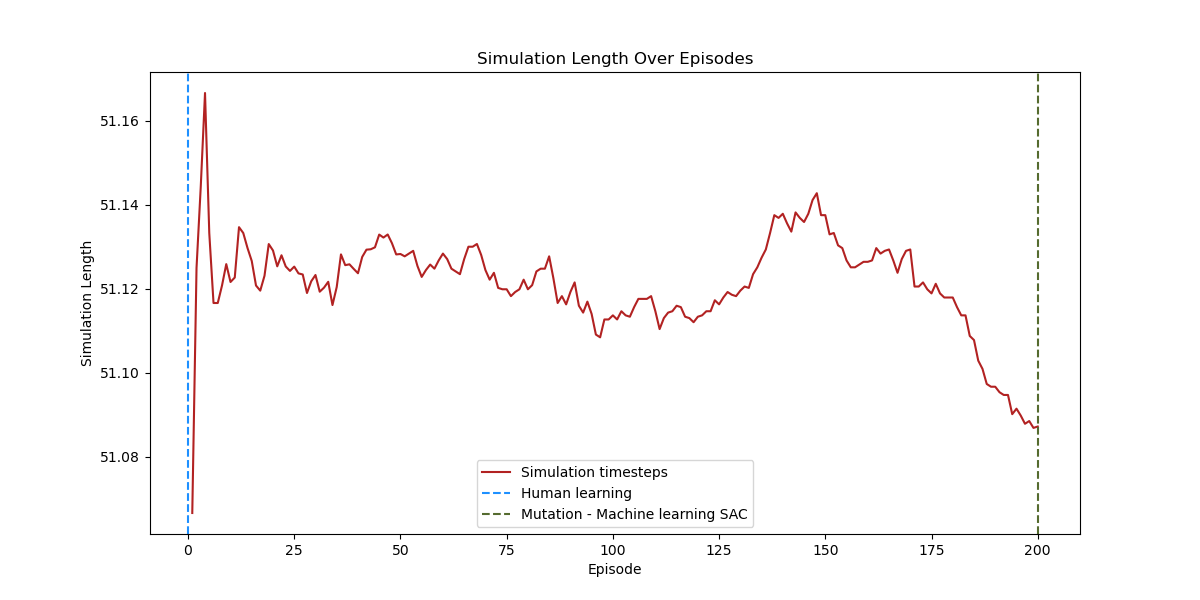 Simulation Length Over Episodes
51.16
51.14
51.12
51.10
51.08
Simulation Length
Simulation timesteps
Human learning
Mutation - Machine learning SAC
0 25 50 75 100 125 150 175 200
Episode